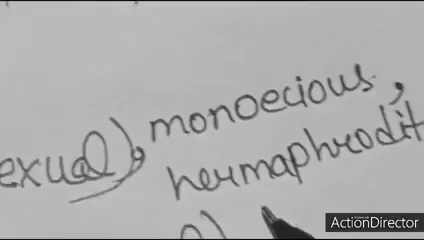 exual), monoecious,
hermaphrodit
ActionDirector